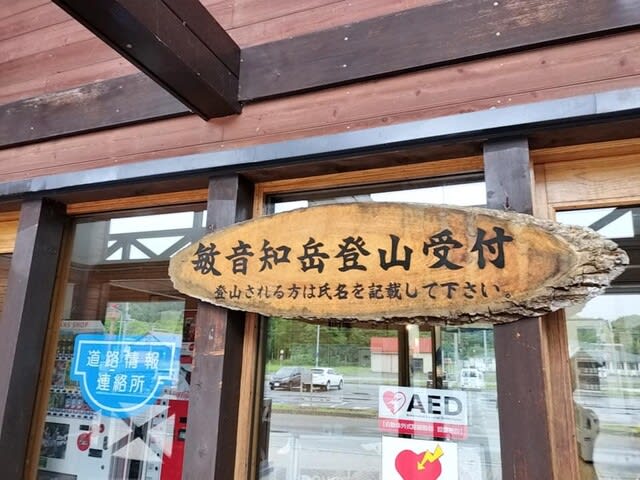 敏音知岳登山受付
登山される方は氏名を記載して下さい。
道路情報
連絡所
AED